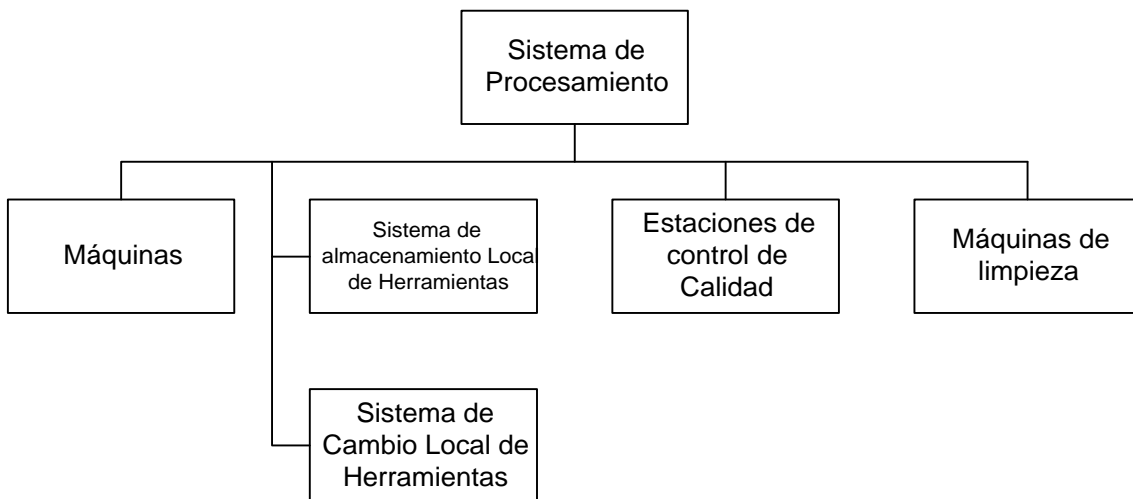 Sistema de
Procesamiento
Máquinas
Sistema de
almacenamiento Local
de Herramientas
Estaciones de
control de
Calidad
Máquinas de
limpieza
Sistema de
Cambio Local de
Herramientas